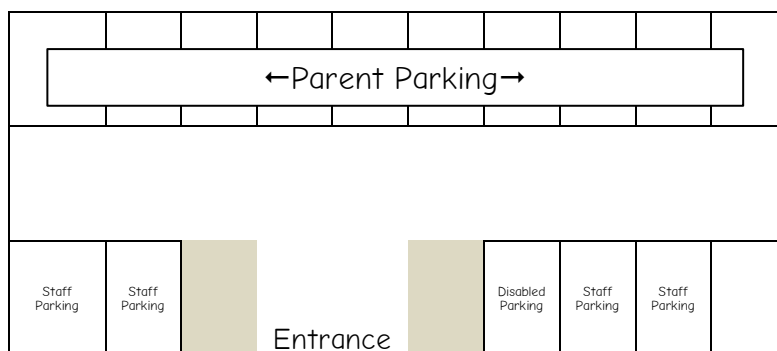 ←Parent Parking→
Staff
Parking
Staff
Parking
Disabled
Parking
Staff
Parking
Staff
Parking
Entrance